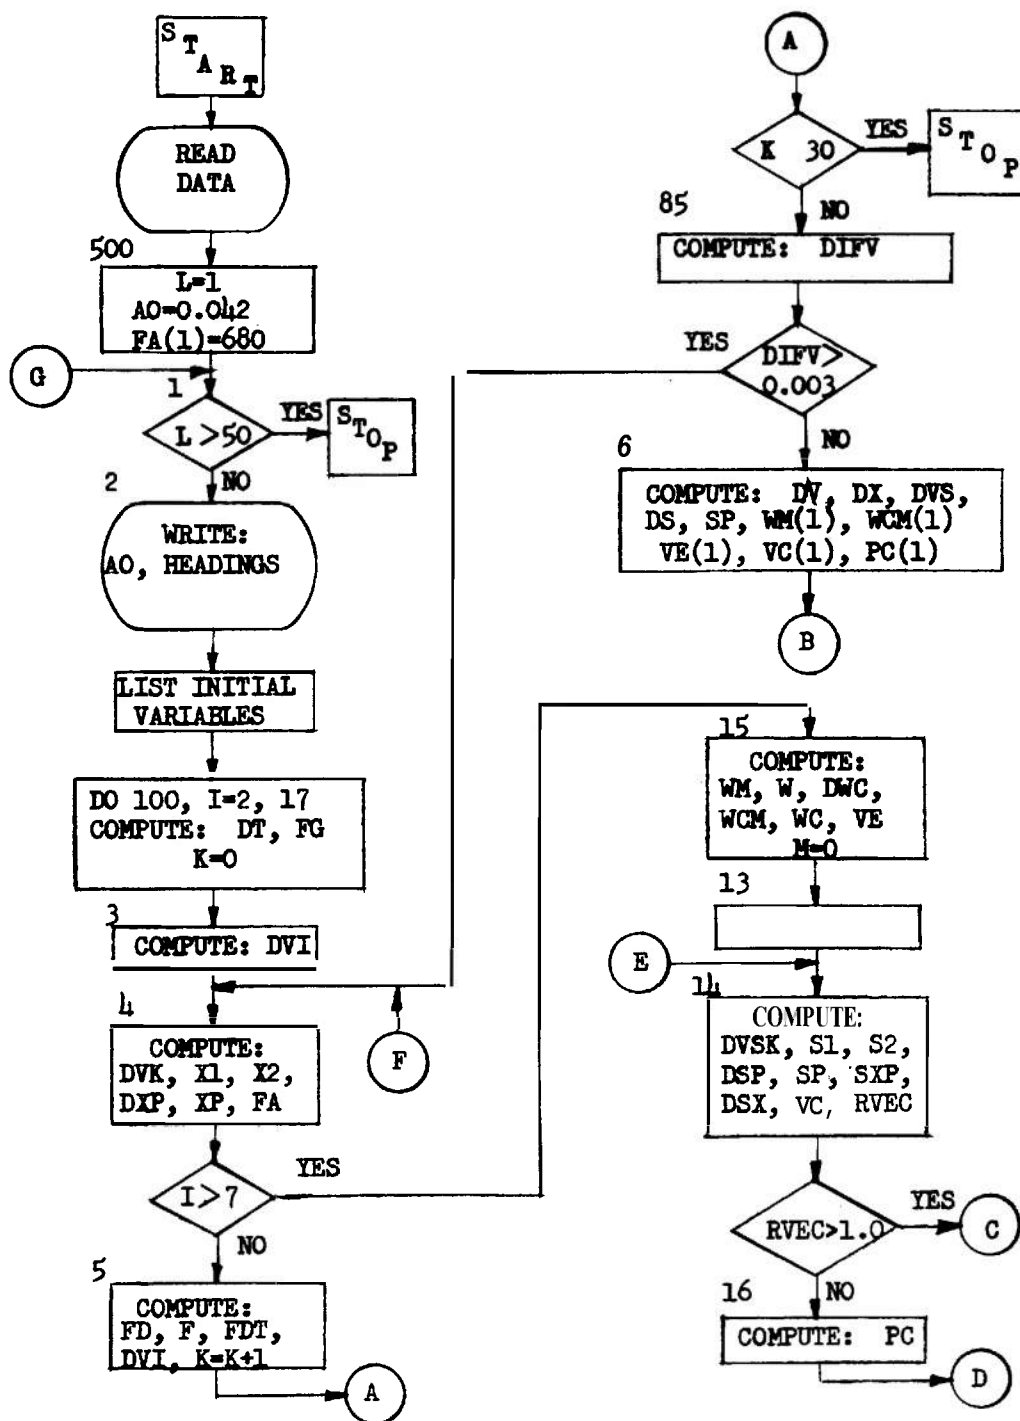 START
READ
DATA
500
L=1
AO=0.042
FA(1)=680
G
1
L >50
YES
STOP
NO
2
WRITE:
AO, HEADINGS
LIST INITIAL
VARIABLES
DO 100, I=2, 17
COMPUTE: DT, FG
K=0
3
COMPUTE: DVI
4
F
COMPUTE:
DVK, X1, X2,
DXP, XP, FA
I>7
YES
NO
5
COMPUTE:
FD, F, FDT,
DVI, K=K+1
A
A
K 30
YES
STOP
NO
85
COMPUTE: DIFV
YES
DIFV>
0.003
NO
6
COMPUTE: DV, DX, DVS,
DS, SP, WM(1), WCM(1)
VE(1), VC(1), PC(1)
B
15
COMPUTE:
WM, W, DWC,
WCM, WC, VE
M=0
13
E
14
COMPUTE:
DVSK, S1, S2,
DSP, SP, SXP,
DSX, VC, RVEC
RVEC>1.0
YES
C
NO
16
COMPUTE: PC
D